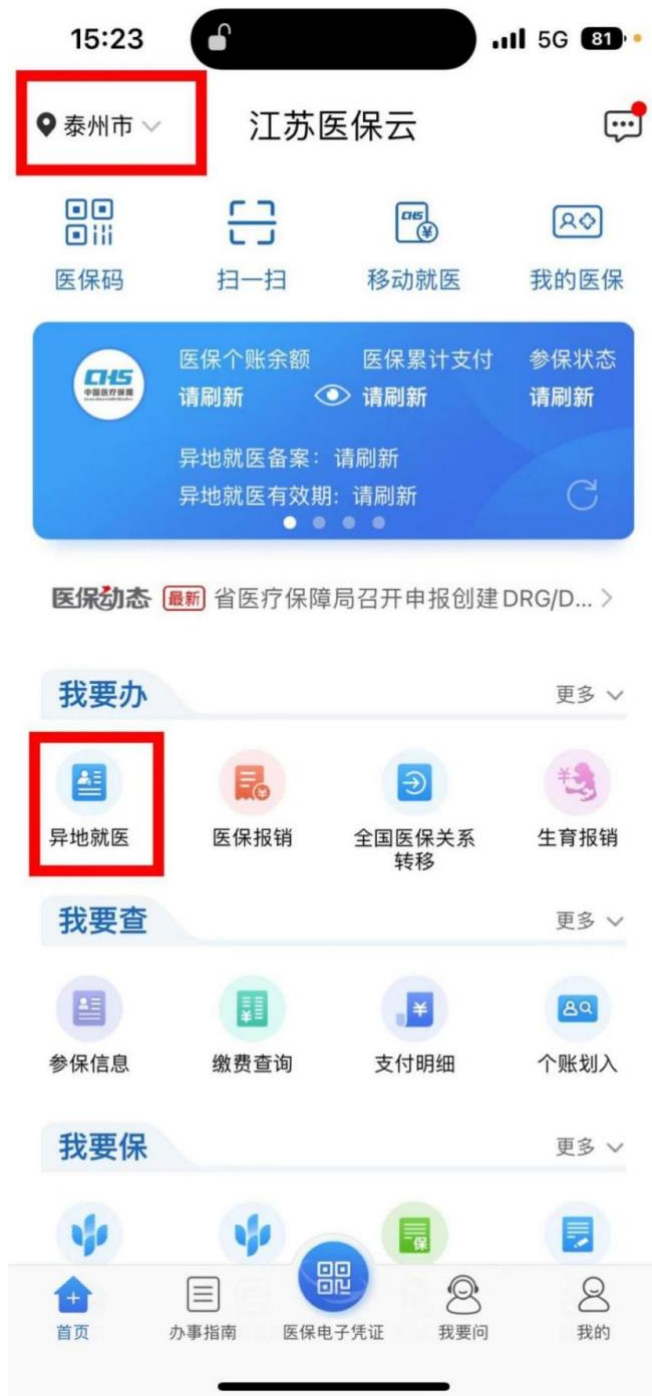 15:23
5G 81
泰州市
江苏医保云
医保码
扫一扫
移动就医
我的医保
CHS
中国医疗保障
医保个账余额
医保累计支付
参保状态
请刷新
请刷新
请刷新
异地就医备案：请刷新
异地就医有效期：请刷新
医保动态 最新 省医疗保障局召开申报创建DRG/D... >
我要办
更多
异地就医
医保报销
全国医保关系
转移
生育报销
我要查
更多
参保信息
缴费查询
支付明细
个账划入
我要保
更多
保
首页
办事指南
医保电子凭证
我要问
我的